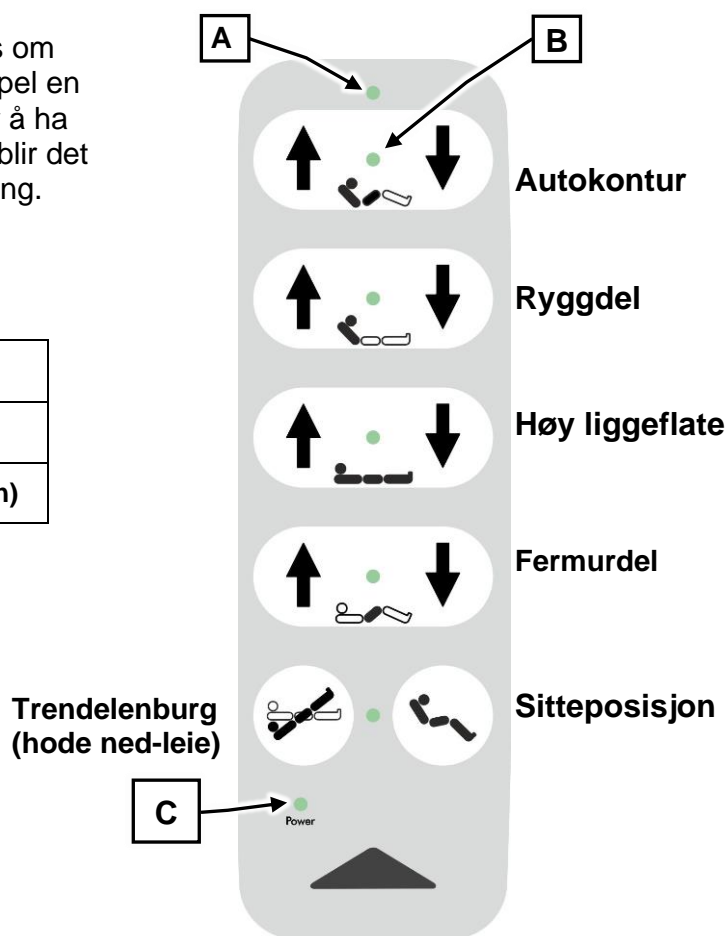 om
pel en
å ha
blir det
ng.
n)
A
B
Autokontur
Ryggdel
Høy liggeflate
Fermurdel
Trendelenburg
(hode ned-leie)
Sitteposisjon
C
Power